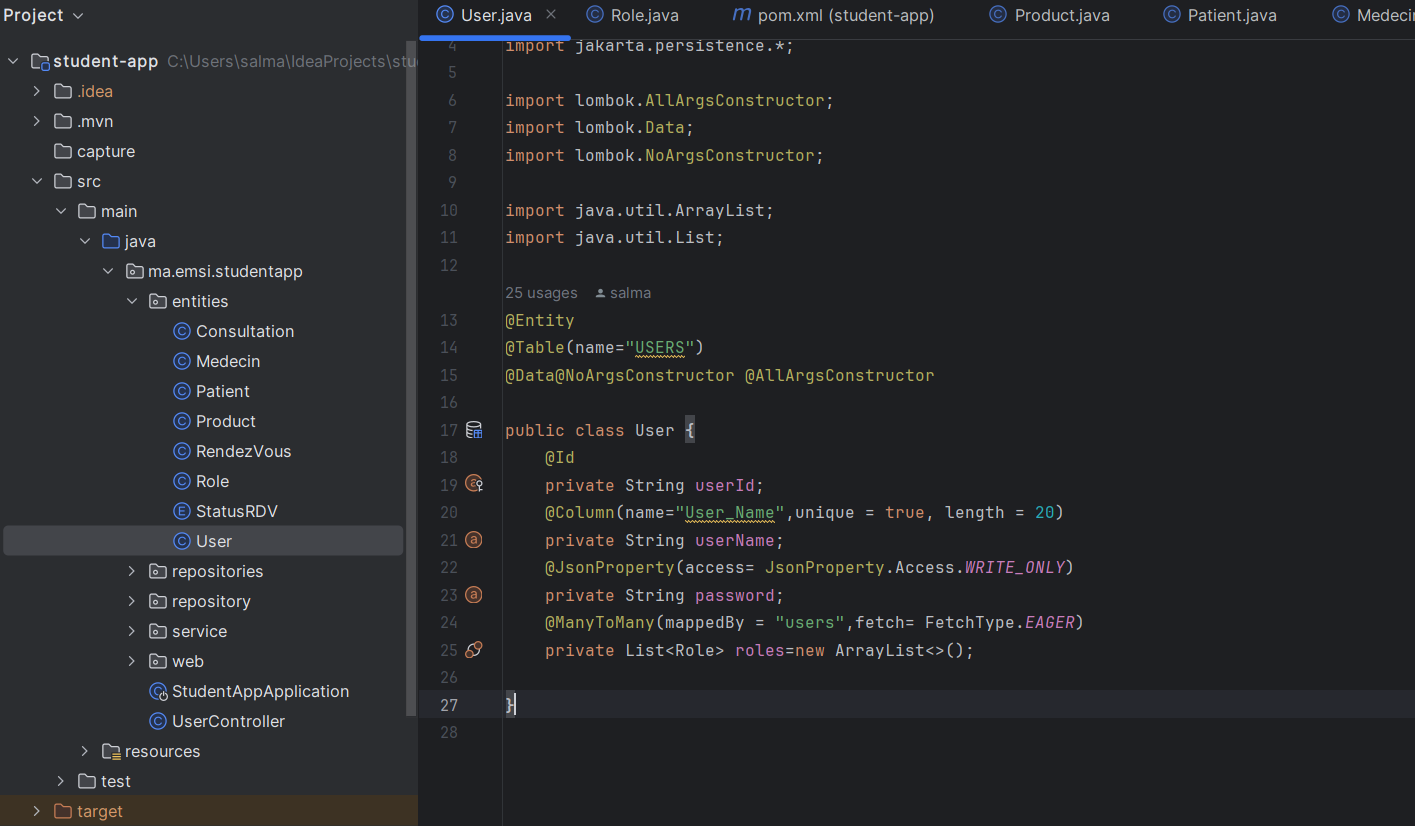 Project
User.java
Role.java
m pom.xml (student-app)
Product.java
Patient.java
student-app C:\Users\salma\IdeaProjects\
.idea
.mvn
capture
src
main
java
ma.emsi.studentapp
entities
C Consultation
C Medecin
C Patient
C Product
C RendezVous
C Role
E StatusRDV
C User
repositories
repository
service
web
StudentAppApplication
C UserController
resources
test
target
4 import jakarta.persistence.*;
5
6 import lombok.AllArgsConstructor;
7 import lombok.Data;
8 import lombok.NoArgsConstructor;
9
10 import java.util.ArrayList;
11 import java.util.List;
12
25 usages salma
13 @Entity
14 @Table(name="USERS")
15 @Data@NoArgsConstructor @AllArgsConstructor
16
17 public class User {
18 @Id
19 private String userId;
20 @Column(name="User_Name",unique = true, length = 20)
21 private String userName;
22 @JsonProperty(access= JsonProperty.Access.WRITE_ONLY)
23 private String password;
24 @ManyToMany(mappedBy = "users",fetch= FetchType.EAGER)
25 private List<Role> roles=new ArrayList<>();
26
27 }
28